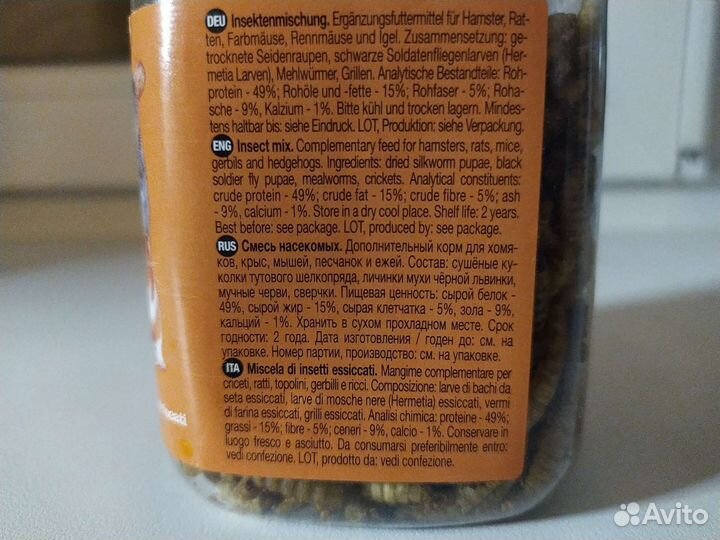 DEU Insektenmischung. Ergänzungsfuttermittel für Hamster, Rat-
ten, Farbmäuse, Rennmäuse und Igel. Zusammensetzung: ge-
trocknete Seidenraupen, schwarze Soldatenfliegenlarven (Her-
metia Larven), Mehlwürmer, Grillen. Analytische Bestandteile: Roh-
protein - 49%; Rohöle und -fette - 15%; Rohfaser - 5%; Roha-
sche - 9%, Kalzium - 1%. Bitte kühl und trocken lagern. Mindes-
tens haltbar bis: siehe Eindruck. LOT, Produktion: siehe Verpackung.
ENG Insect mix. Complementary feed for hamsters, rats, mice,
gerbils and hedgehogs. Ingredients: dried silkworm pupae, black
soldier fly pupae, mealworms, crickets. Analytical constituents:
crude protein - 49%; crude fat - 15%; crude fibre - 5%; ash
- 9%, calcium - 1%. Store in a dry cool place. Shelf life: 2 years.
Best before: see package. LOT, produced by: see package.
RUS Смесь насекомых. Дополнительный корм для хомя-
ков, крыс, мышей, песчанок и ежей. Состав: сушёные ку-
колки тутового шелкопряда, личинки мухи чёрной львинки,
мучные черви, сверчки. Пищевая ценность: сырой белок -
49%, сырой жир - 15%, сырая клетчатка - 5%, зола - 9%,
кальций - 1%. Хранить в сухом прохладном месте. Срок
годности: 2 года. Дата изготовления / годен до: см. на
упаковке. Номер партии, производство: см. на упаковке.
ITA Miscela di insetti essiccati. Mangime complementare per
criceti, ratti, topolini, gerbilli e ricci. Composizione: larve di bachi da
seta essiccati, larve di mosche nere (Hermetia) essiccati, vermi
di farina essiccati, grilli essiccati. Analisi chimica: proteine - 49%;
grassi - 15%; fibre - 5%; ceneri - 9%, calcio - 1%. Conservare in
luogo fresco e asciutto. Da consumarsi preferibilmente entro:
vedi confezione. LOT, prodotto da: vedi confezione.
Avito